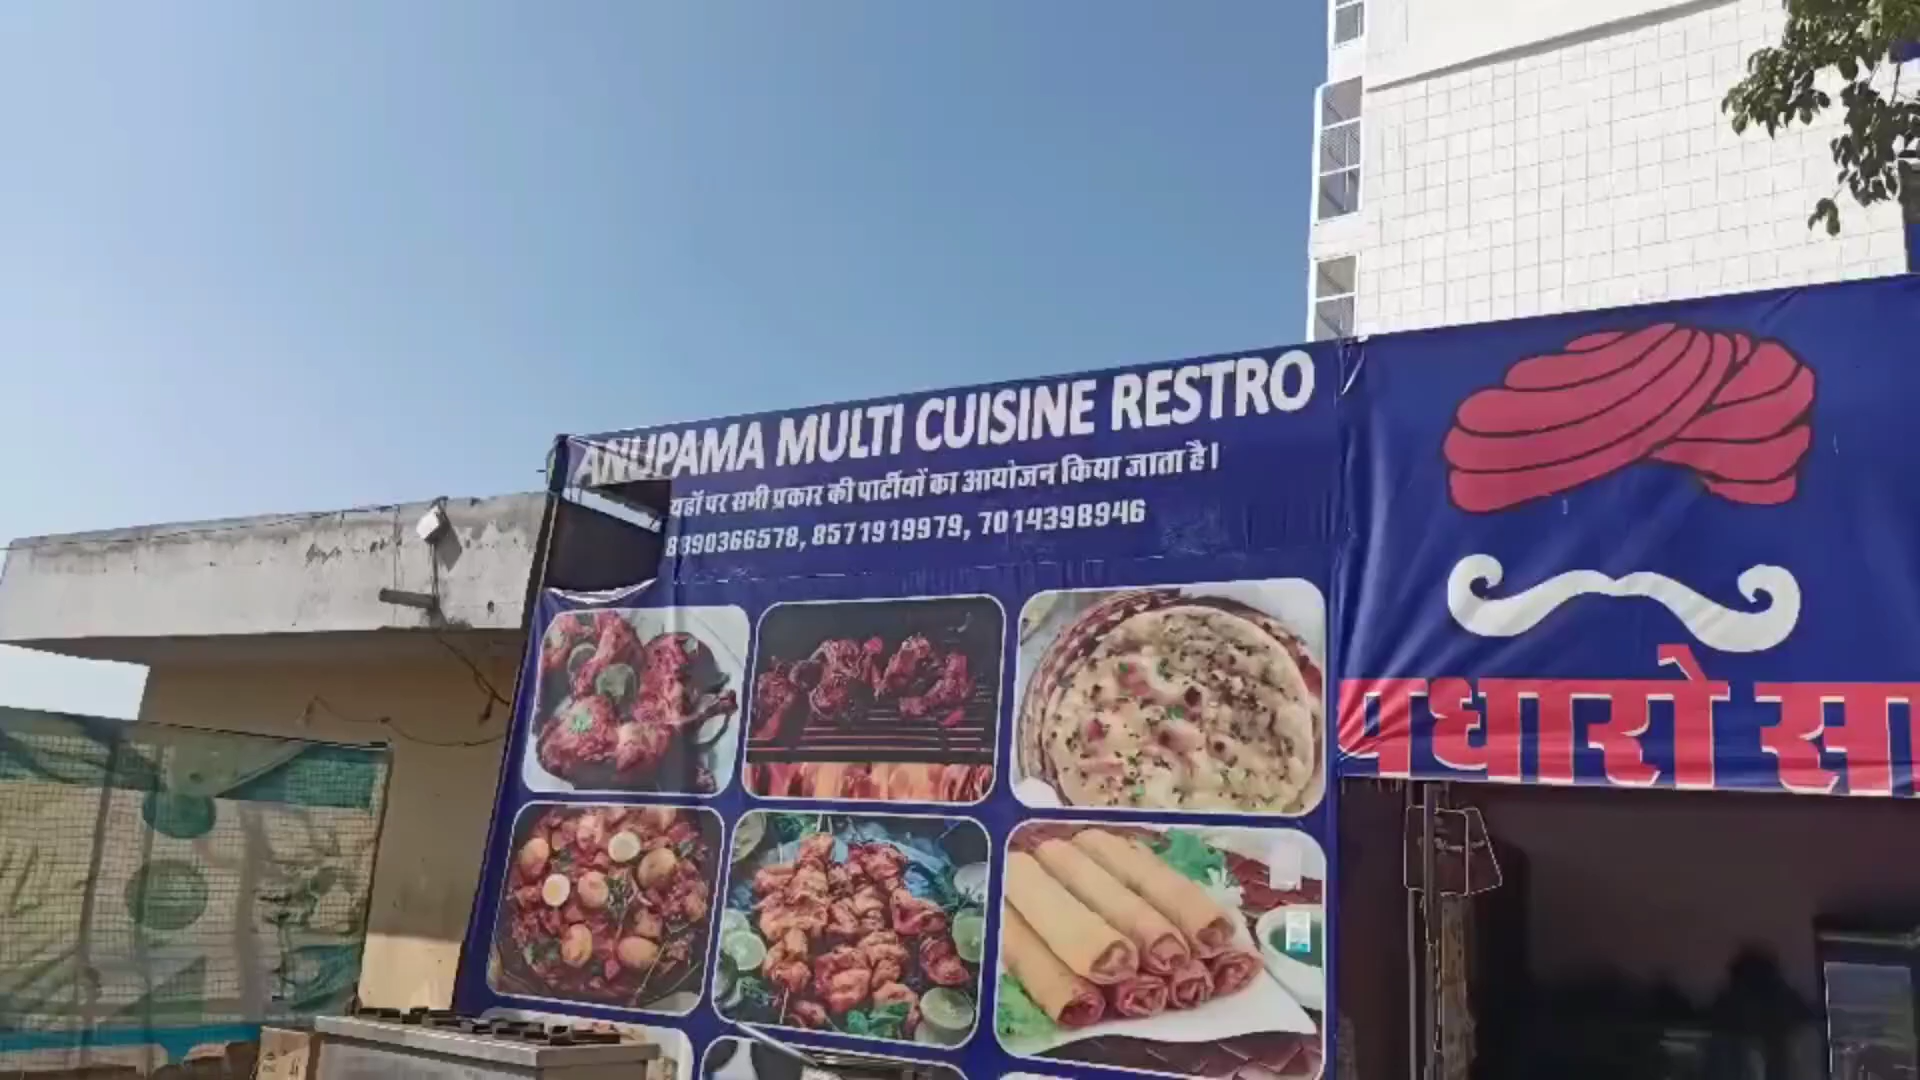 ANUPAMA MULTI CUISINE RESTRO
यहाँ पर सभी प्रकार की पार्टीयों का आयोजन किया जाता है।
8890366578, 8571919979, 7014398946
पधारो सा